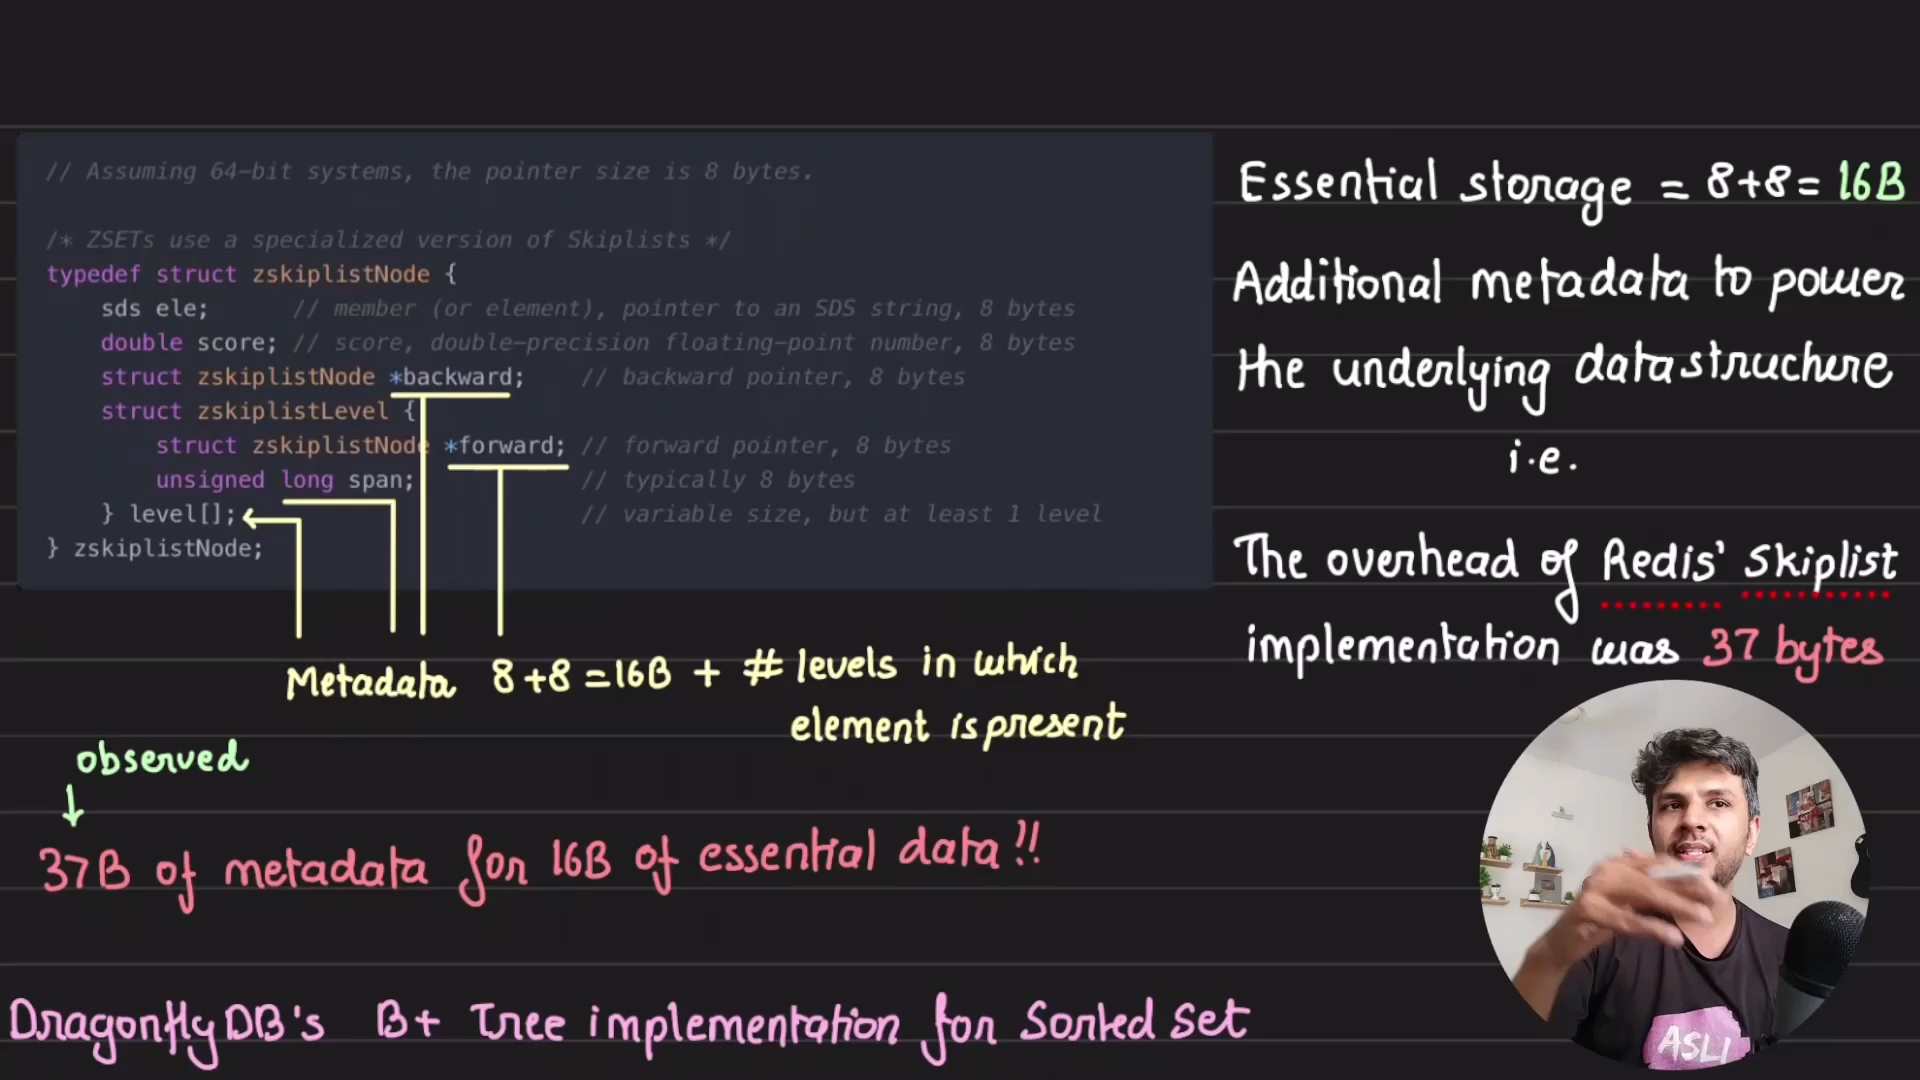 // Assuming 64-bit systems, the pointer size is 8 bytes.
/* ZSETs use a specialized version of Skiplists */
typedef struct zskiplistNode {
sds ele; // member (or element), pointer to an SDS string, 8 bytes
double score; // score, double-precision floating-point number, 8 bytes
struct zskiplistNode *backward; // backward pointer, 8 bytes
struct zskiplistLevel {
struct zskiplistNode *forward; // forward pointer, 8 bytes
unsigned long span; // typically 8 bytes
} level[]; // variable size, but at least 1 level
} zskiplistNode;
Metadata 8+8=16B + # levels in which
element is present
observed
37B of metadata for 16B of essential data!!
DragonflyDB's B+ Tree implementation for Sorted Set
Essential storage = 8+8= 16B
Additional metadata to power
the underlying datastructure
i.e.
The overhead of Redis' Skiplist
implementation was 37 bytes
ASLI